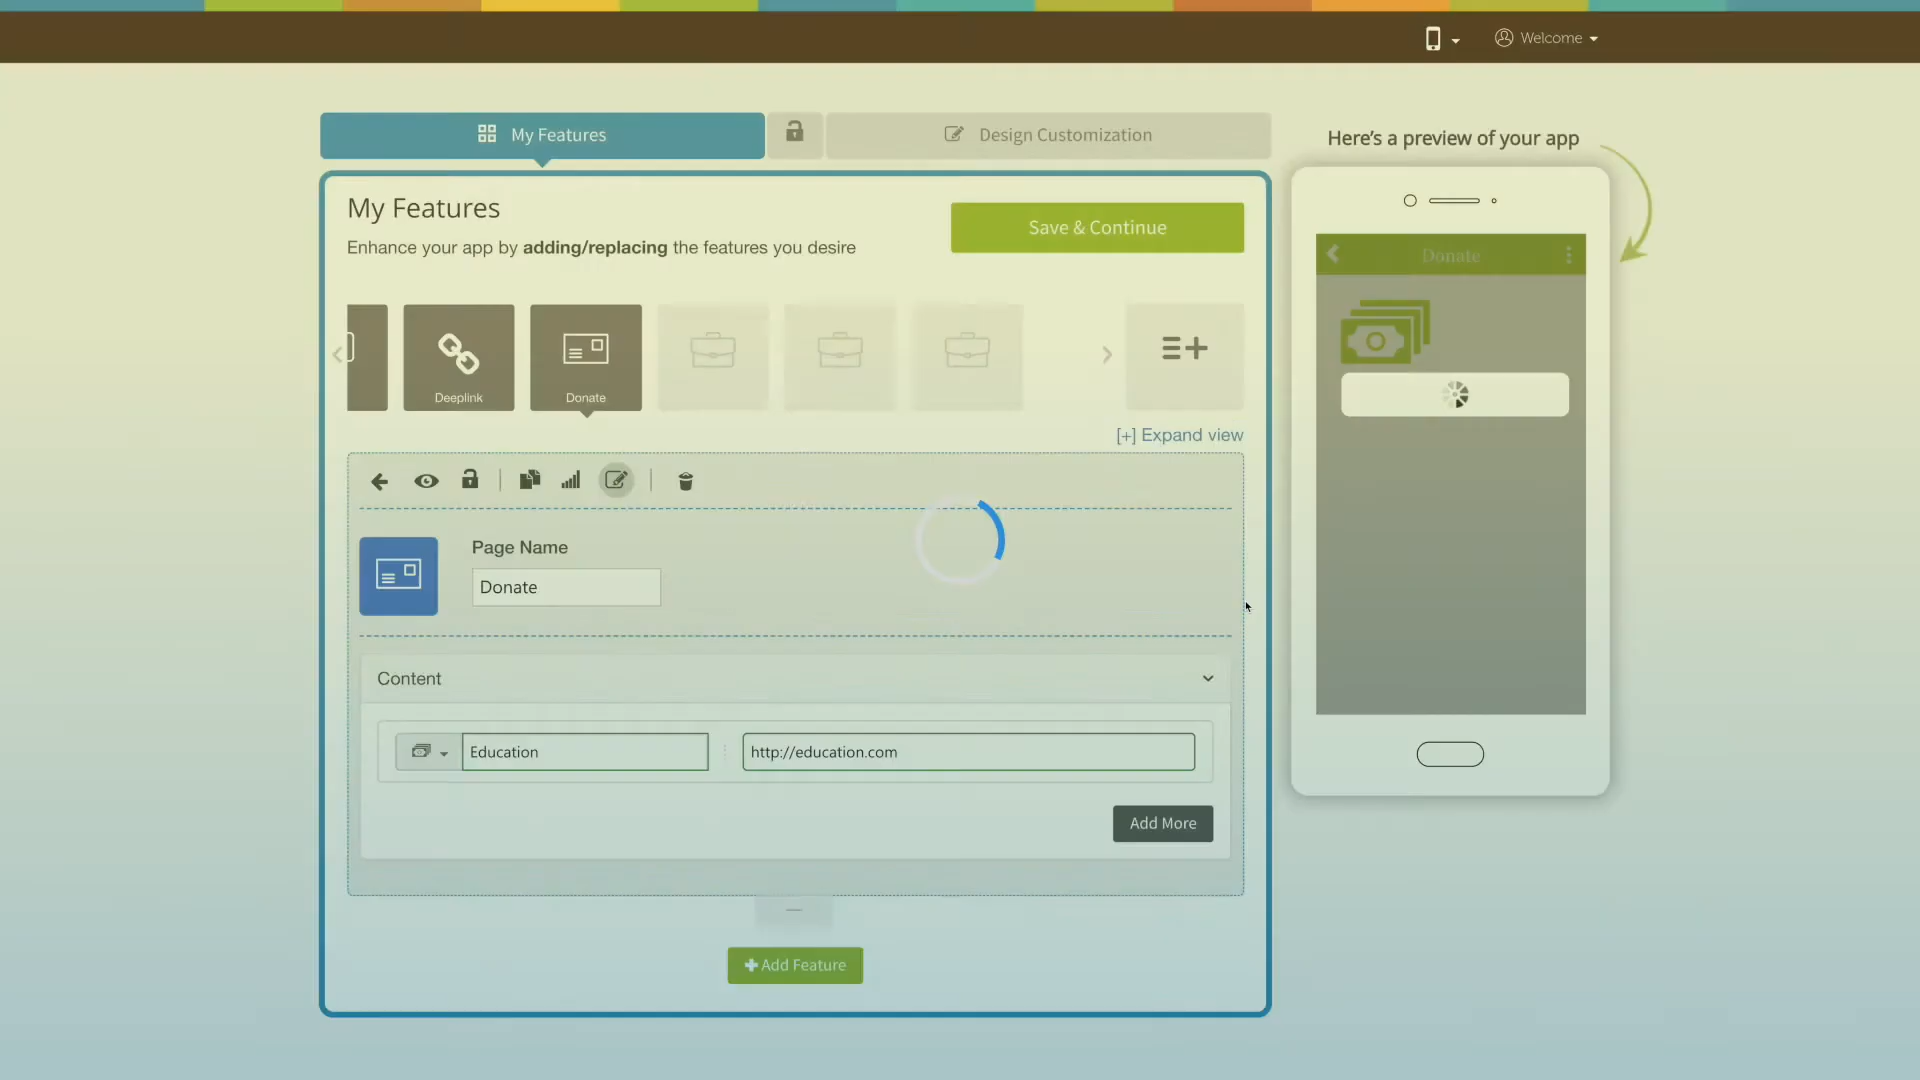 Welcome
My Features
Design Customization
Here's a preview of your app
My Features
Save & Continue
Enhance your app by adding/replacing the features you desire
Donate
Deeplink
Donate
[+] Expand view
Page Name
Donate
Content
Education
http://education.com
Add More
Add Feature